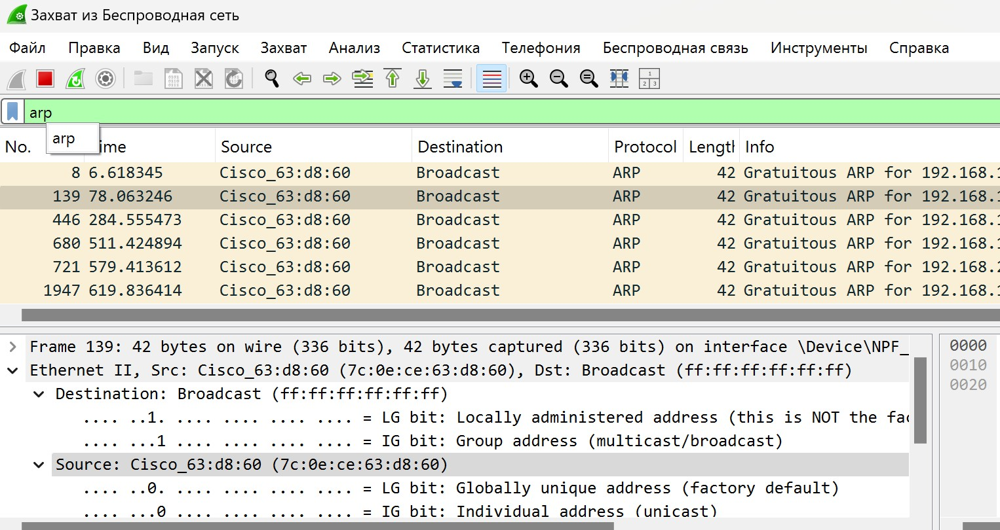 Захват из Беспроводная сеть
Файл Правка Вид Запуск Захват Анализ Статистика Телефония Беспроводная связь Инструменты Справка
arp
arp
No. ime Source Destination Protocol Length Info
8 6.618345 Cisco_63:d8:60 Broadcast ARP 42 Gratuitous ARP for 192.168.1
139 78.063246 Cisco_63:d8:60 Broadcast ARP 42 Gratuitous ARP for 192.168.1
446 284.555473 Cisco_63:d8:60 Broadcast ARP 42 Gratuitous ARP for 192.168.1
680 511.424894 Cisco_63:d8:60 Broadcast ARP 42 Gratuitous ARP for 192.168.1
721 579.413612 Cisco_63:d8:60 Broadcast ARP 42 Gratuitous ARP for 192.168.2
1947 619.836414 Cisco_63:d8:60 Broadcast ARP 42 Gratuitous ARP for 192.168.1
Frame 139: 42 bytes on wire (336 bits), 42 bytes captured (336 bits) on interface \Device\NPF_
Ethernet II, Src: Cisco_63:d8:60 (7c:0e:ce:63:d8:60), Dst: Broadcast (ff:ff:ff:ff:ff:ff)
Destination: Broadcast (ff:ff:ff:ff:ff:ff)
.... ..1. .... .... .... .... = LG bit: Locally administered address (this is NOT the fac
.... ...1 .... .... .... .... = IG bit: Group address (multicast/broadcast)
Source: Cisco_63:d8:60 (7c:0e:ce:63:d8:60)
.... ..0. .... .... .... .... = LG bit: Globally unique address (factory default)
.... ...0 .... .... .... .... = IG bit: Individual address (unicast)
0000
0010
0020